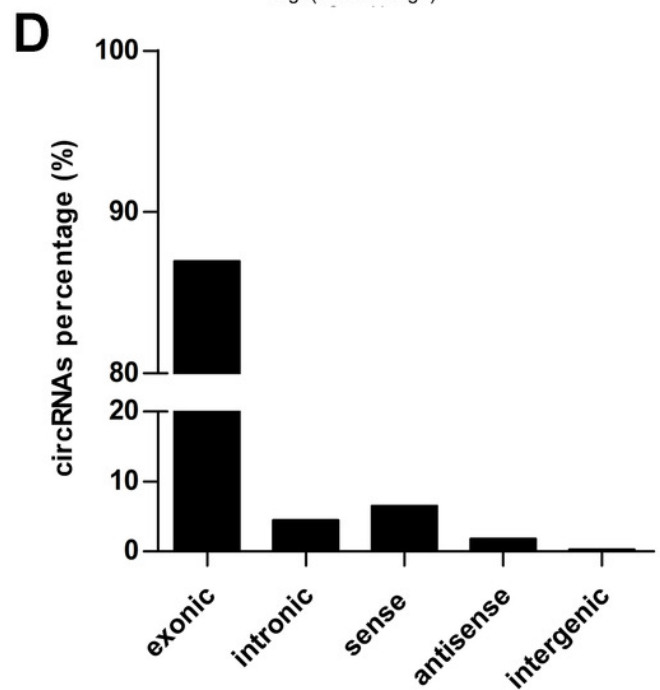 D
circRNAs percentage (%)
100
90
80
20
10
0
exonic
intronic
sense
antisense
intergenic